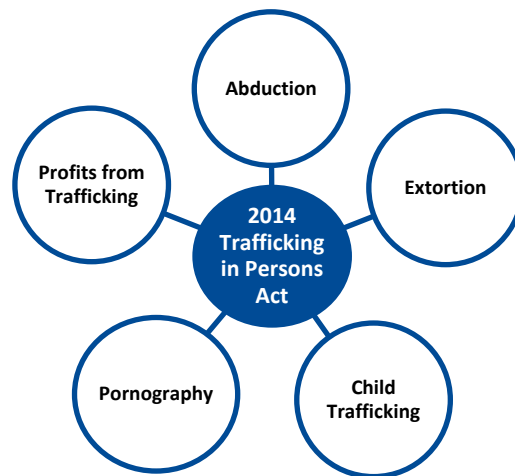 Abduction
Profits from
Trafficking
Extortion
2014
Trafficking
in Persons
Act
Pornography
Child
Trafficking